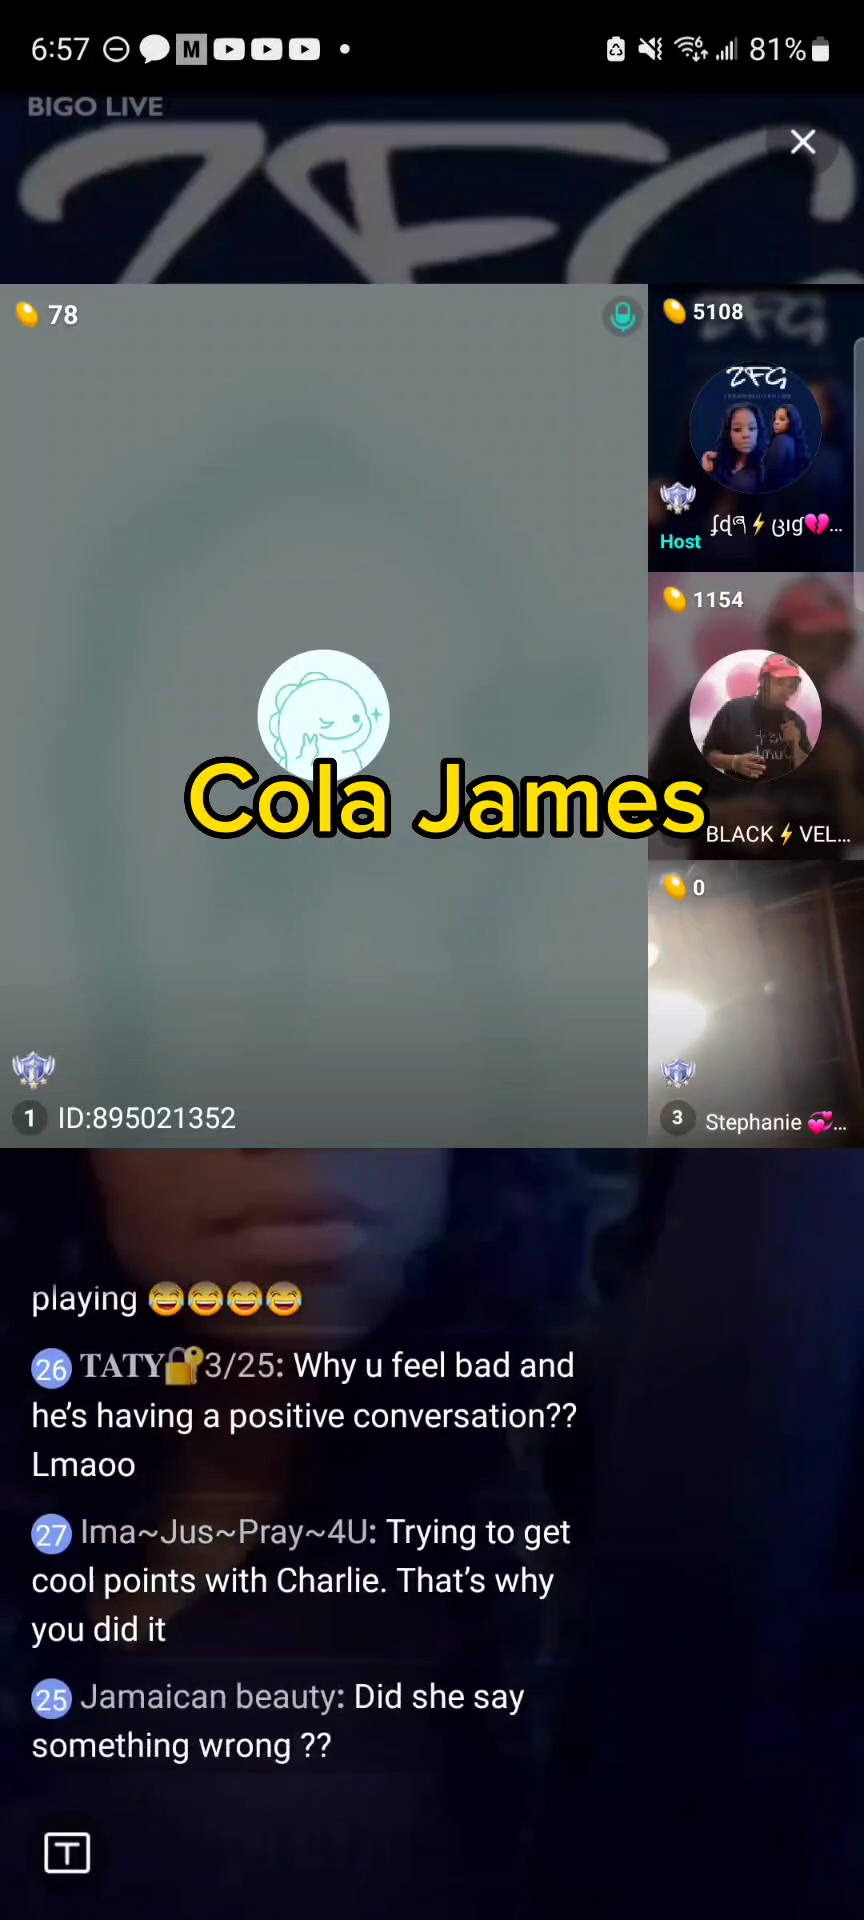 6:57
M
81%
BIGO LIVE
ZFG
78
5108
ZFG
Host
1154
Cola James
BLACK⚡VEL...
0
1 ID:895021352
3 Stephanie 💞...
playing 😂😂😂😂
26 TATY🔐3/25: Why u feel bad and
he’s having a positive conversation??
Lmaoo
27 Ima~Jus~Pray~4U: Trying to get
cool points with Charlie. That’s why
you did it
25 Jamaican beauty: Did she say
something wrong ??
T